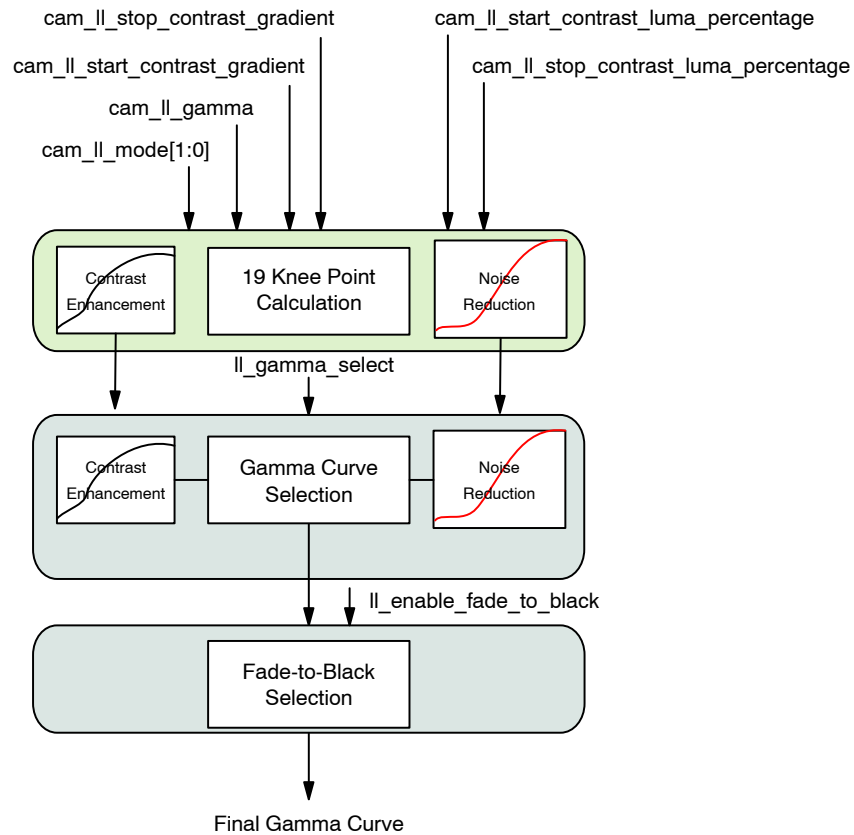 cam_ll_stop_contrast_gradient
cam_ll_start_contrast_luma_percentage
cam_ll_start_contrast_gradient
cam_ll_stop_contrast_luma_percentage
cam_ll_gamma
cam_ll_mode[1:0]
Contrast
Enhancement
19 Knee Point
Calculation
Noise
Reduction
ll_gamma_select
Contrast
Enhancement
Gamma Curve
Selection
Noise
Reduction
ll_enable_fade_to_black
Fade-to-Black
Selection
Final Gamma Curve